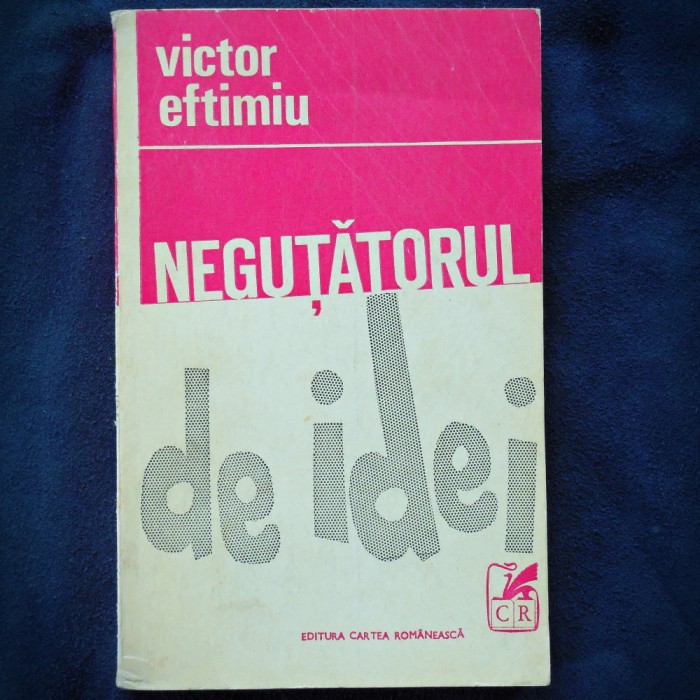 victor
eftimiu
NEGUȚĂTORUL
de idei
CR
EDITURA CARTEA ROMÂNEASCĂ